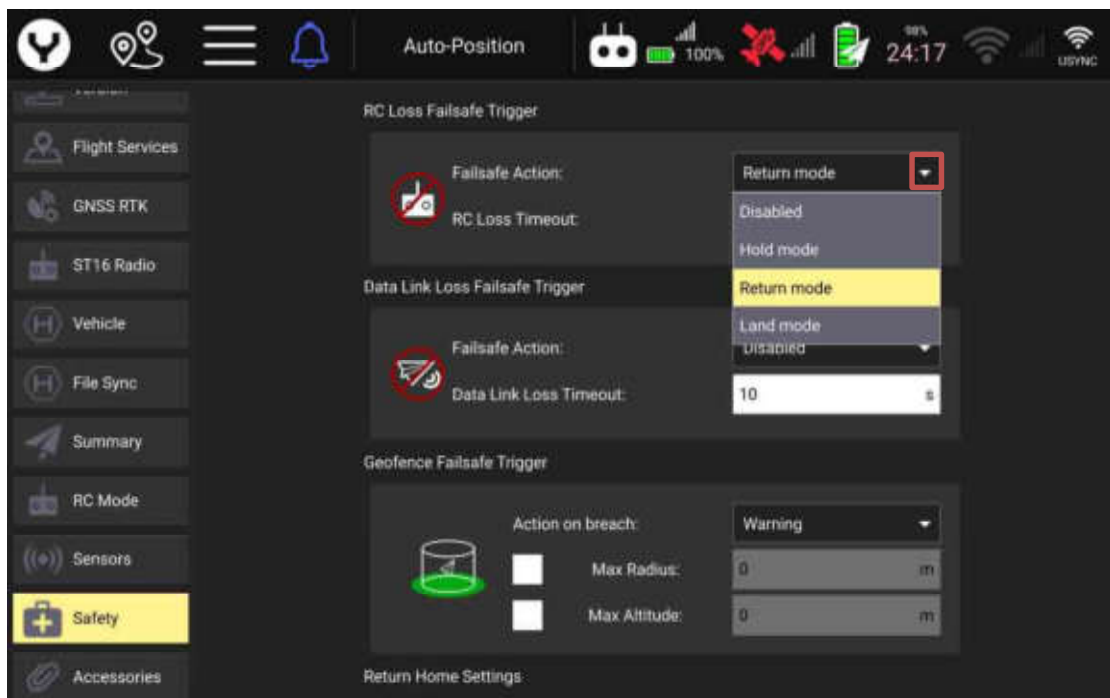 Auto-Position
100%
98%
24:17
USYNC
Version
Flight Services
GNSS RTK
ST16 Radio
Vehicle
File Sync
Summary
RC Mode
Sensors
Safety
Accessories
RC Loss Failsafe Trigger
Failsafe Action: Return mode
Disabled
RC Loss Timeout:
Hold mode
Return mode
Land mode
Data Link Loss Failsafe Trigger
Failsafe Action: Disabled
Data Link Loss Timeout: 10 s
Geofence Failsafe Trigger
Action on breach: Warning
Max Radius: 0 m
Max Altitude: 0 m
Return Home Settings